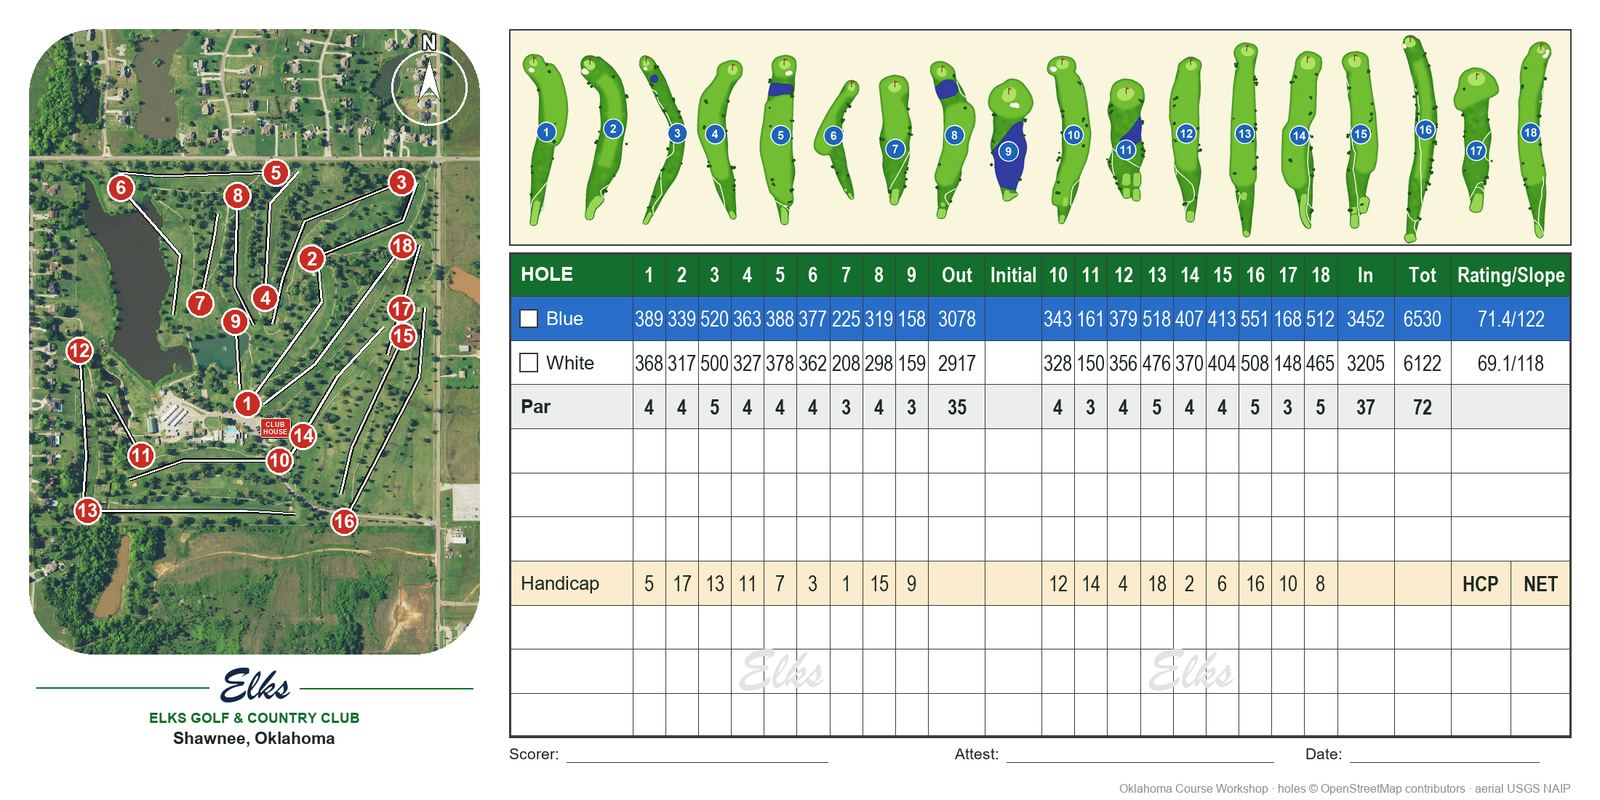 N
5
6
3
8
18
2
4
7
17
9
15
12
1
CLUB
HOUSE
14
11
10
13
16
Elks
ELKS GOLF & COUNTRY CLUB
Shawnee, Oklahoma
1 2 3 4 5 6 7 8 9 10 11 12 13 14 15 16 17 18
HOLE 1 2 3 4 5 6 7 8 9 Out Initial 10 11 12 13 14 15 16 17 18 In Tot Rating/Slope
Blue 389 339 520 363 388 377 225 319 158 3078 343 161 379 518 407 413 551 168 512 3452 6530 71.4/122
White 368 317 500 327 378 362 208 298 159 2917 328 150 356 476 370 404 508 148 465 3205 6122 69.1/118
Par 4 4 5 4 4 4 3 4 3 35 4 3 4 5 4 4 5 3 5 37 72
Handicap 5 17 13 11 7 3 1 15 9 12 14 4 18 2 6 16 10 8 HCP NET
Elks Elks
Scorer: Attest: Date:
Oklahoma Course Workshop · holes © OpenStreetMap contributors · aerial USGS NAIP